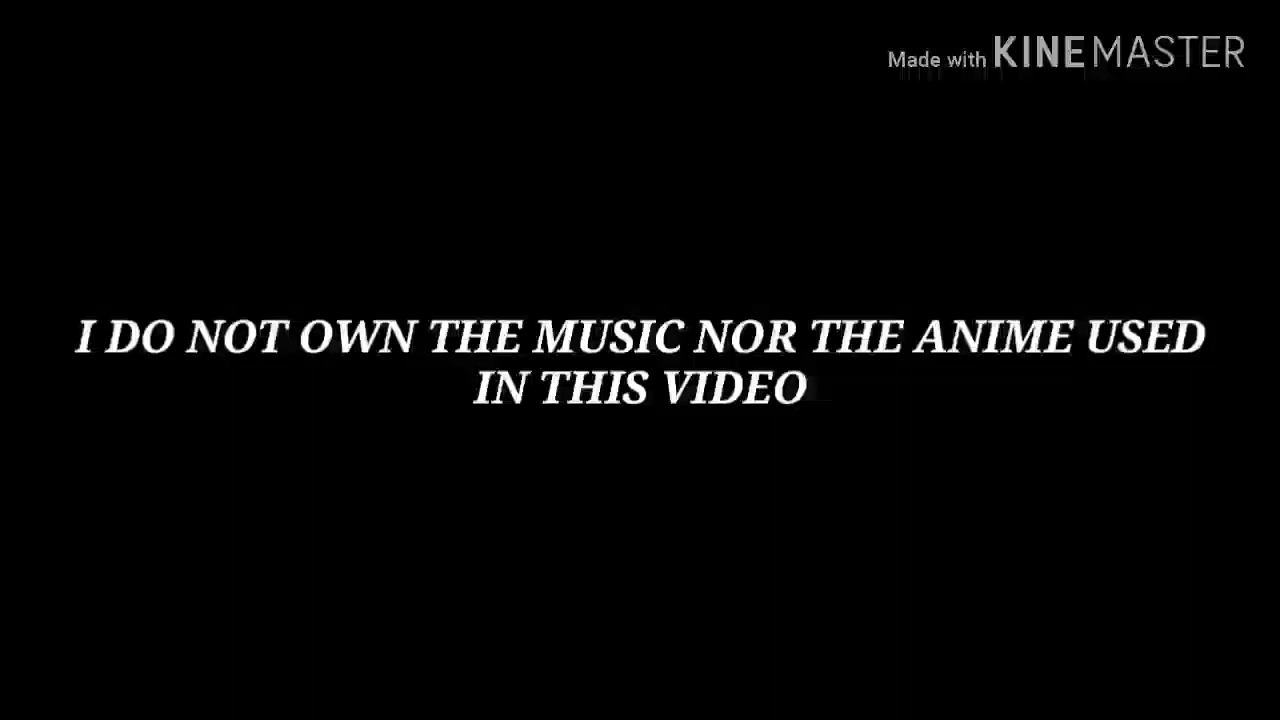 Made with KINEMASTER
I DO NOT OWN THE MUSIC NOR THE ANIME USED
IN THIS VIDEO